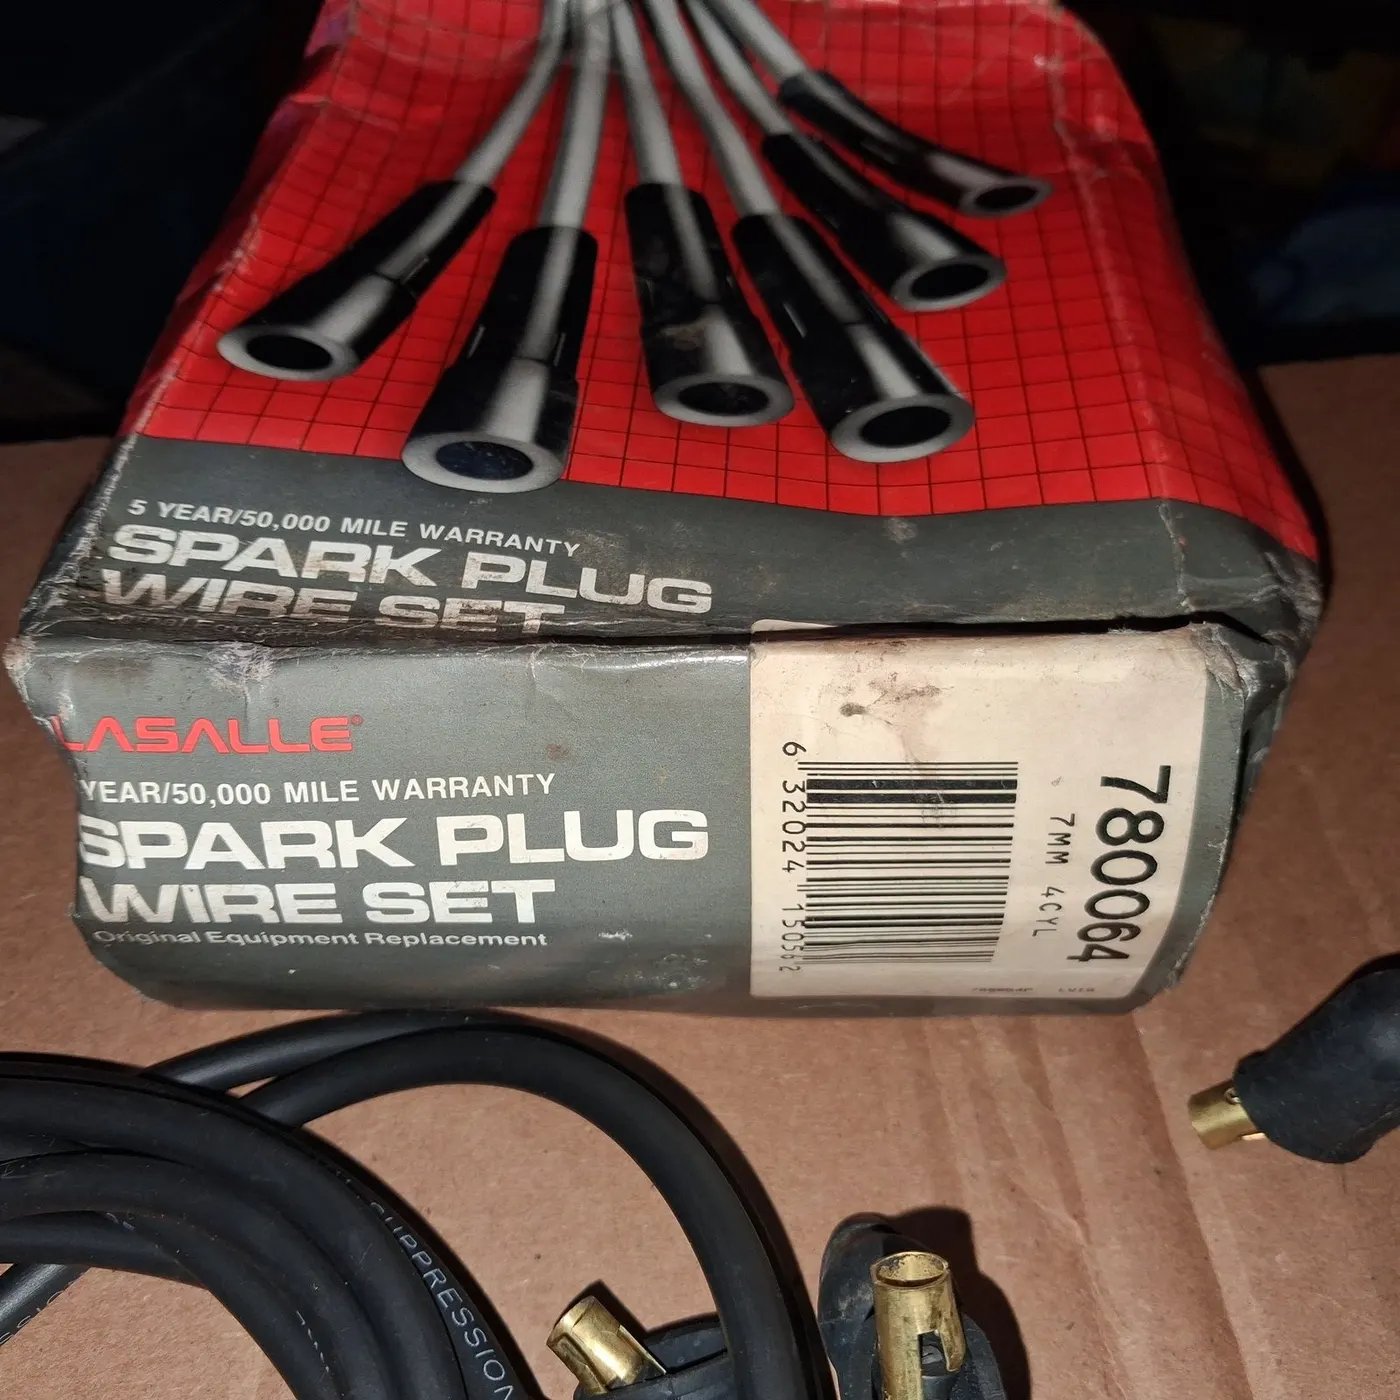 5 YEAR/50,000 MILE WARRANTY
SPARK PLUG
WIRE SET
LASALLE®
YEAR/50,000 MILE WARRANTY
SPARK PLUG
WIRE SET
Original Equipment Replacement
780064
7MM 4CYL
6 32024 15056 2
SUPPRESSION